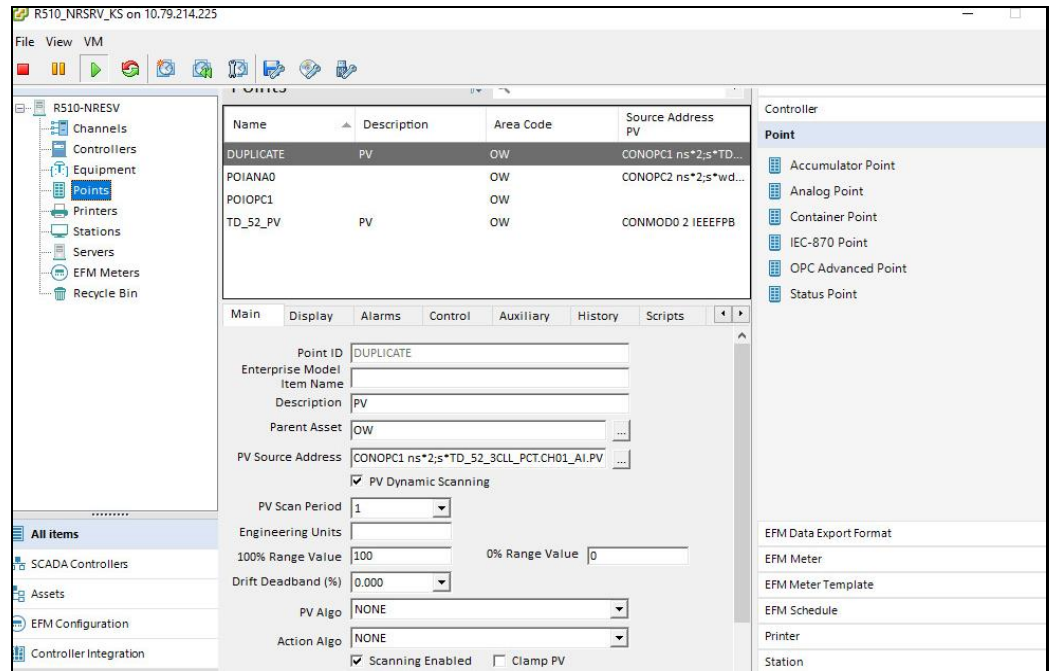 R510_NRSRV_KS on 10.79.214.225
File View VM
R510-NRESV
Channels
Controllers
Equipment
Points
Printers
Stations
Servers
EFM Meters
Recycle Bin
All items
SCADA Controllers
Assets
EFM Configuration
Controller Integration
Points
Name Description Area Code Source Address PV
DUPLICATE PV OW CONOPC1 ns*2;s*TD...
POIANA0 OW CONOPC2 ns*2;s*wd...
POIOPC1 OW
TD_52_PV PV OW CONMOD0 2 IEEEFPB
Main Display Alarms Control Auxiliary History Scripts
Point ID DUPLICATE
Enterprise Model
Item Name
Description PV
Parent Asset OW ...
PV Source Address CONOPC1 ns*2;s*TD_52_3CLL_PCT.CH01_AI.PV ...
PV Dynamic Scanning
PV Scan Period 1
Engineering Units
100% Range Value 100 0% Range Value 0
Drift Deadband (%) 0.000
PV Algo NONE
Action Algo NONE
Scanning Enabled Clamp PV
Controller
Point
Accumulator Point
Analog Point
Container Point
IEC-870 Point
OPC Advanced Point
Status Point
EFM Data Export Format
EFM Meter
EFM Meter Template
EFM Schedule
Printer
Station